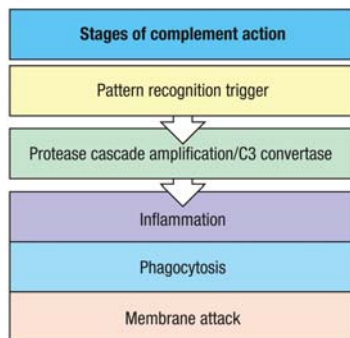 Stages of complement action
Pattern recognition trigger
Protease cascade amplification/C3 convertase
Inflammation
Phagocytosis
Membrane attack